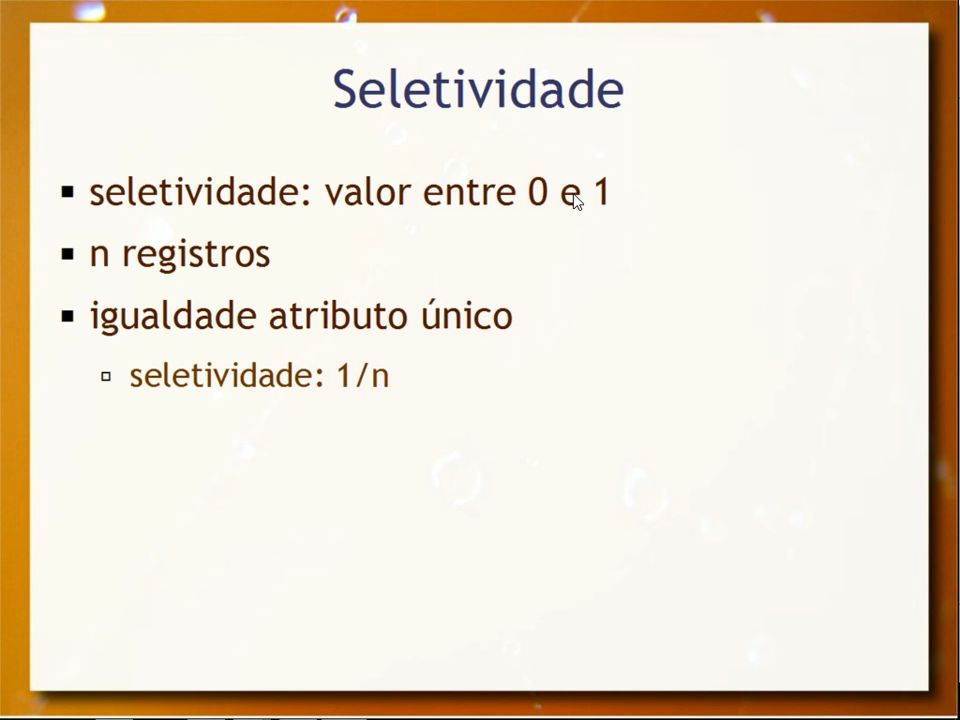 Seletividade
seletividade: valor entre 0 e 1
n registros
igualdade atributo único
seletividade: 1/n